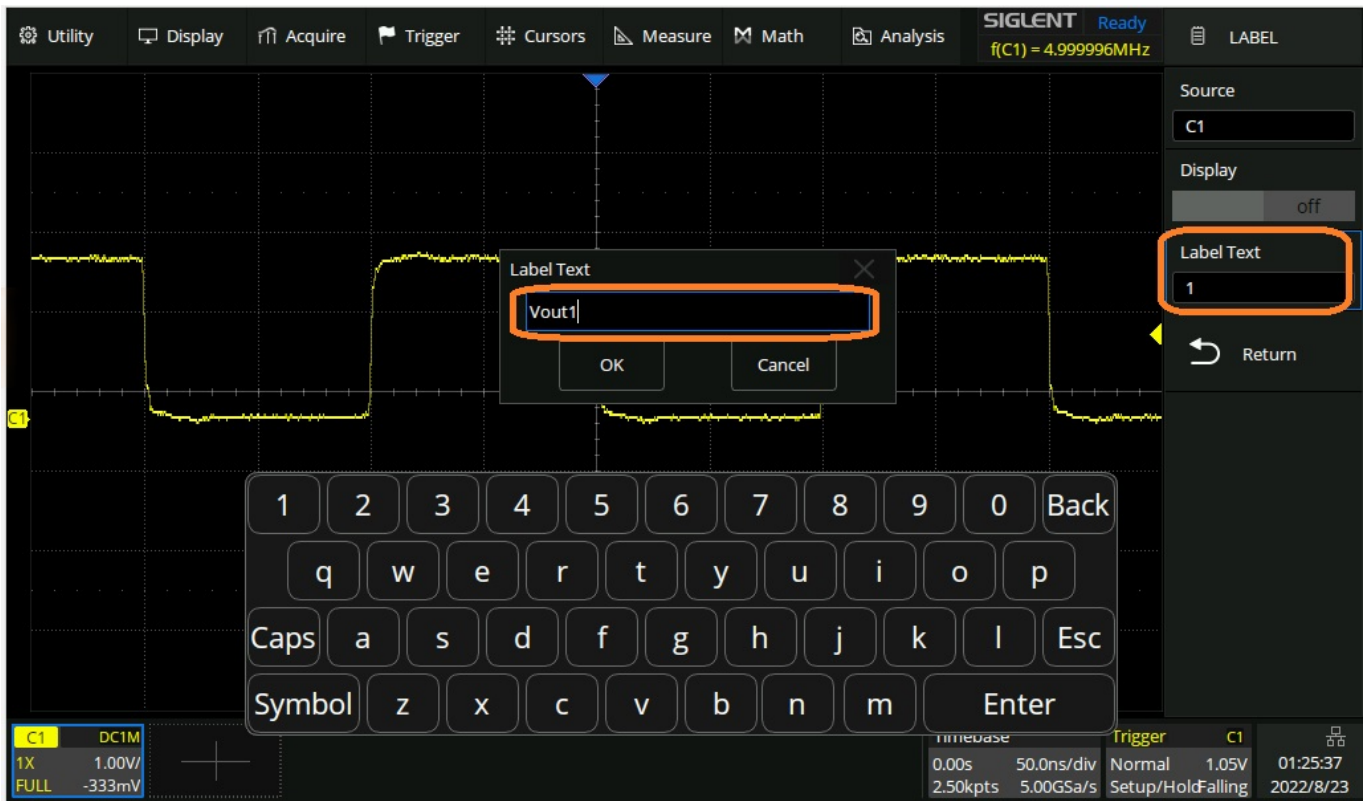 Utility Display Acquire Trigger Cursors Measure Math Analysis
SIGLENT Ready
f(C1) = 4.999996MHz
LABEL
Source
C1
Display
off
Label Text
1
Return
Label Text
Vout1
OK Cancel
C1
1 2 3 4 5 6 7 8 9 0 Back
q w e r t y u i o p
Caps a s d f g h j k l Esc
Symbol z x c v b n m Enter
C1 DC1M
1X 1.00V/
FULL -333mV
Timebase
0.00s 50.0ns/div
2.50kpts 5.00GSa/s
Trigger C1
Normal 1.05V
Setup/Hold Falling
01:25:37
2022/8/23